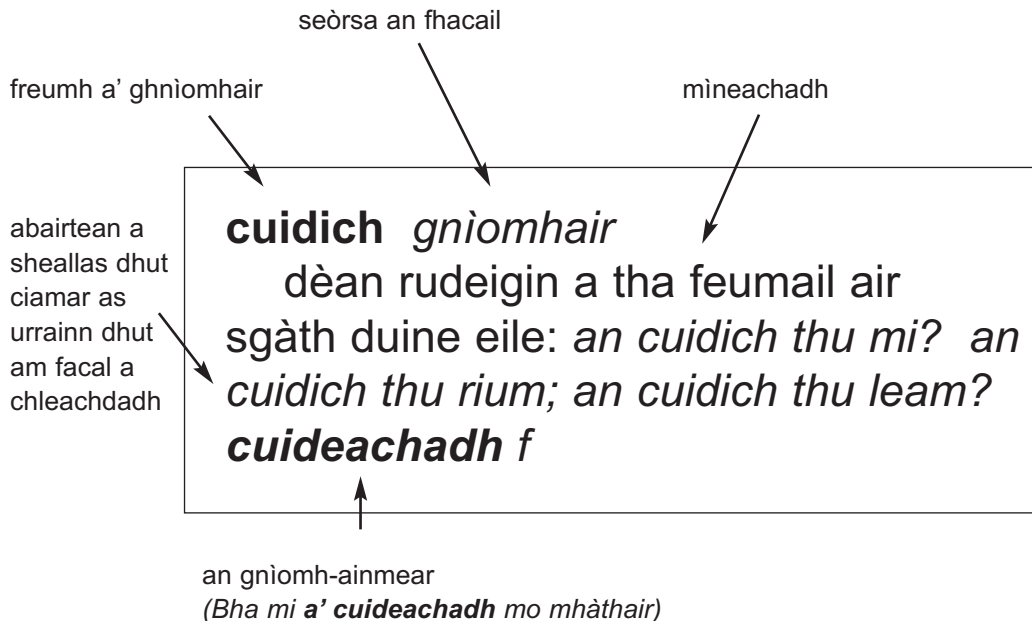 seòrsa an fhacail
freumh a' ghnìomhair
mìneachadh
abairtean a
sheallas dhut
ciamar as
urrainn dhut
am facal a
chleachdadh
cuidich gnìomhair
dèan rudeigin a tha feumail air
sgàth duine eile: an cuidich thu mi? an
cuidich thu rium; an cuidich thu leam?
cuideachadh f
an gnìomh-ainmear
(Bha mi a' cuideachadh mo mhàthair)